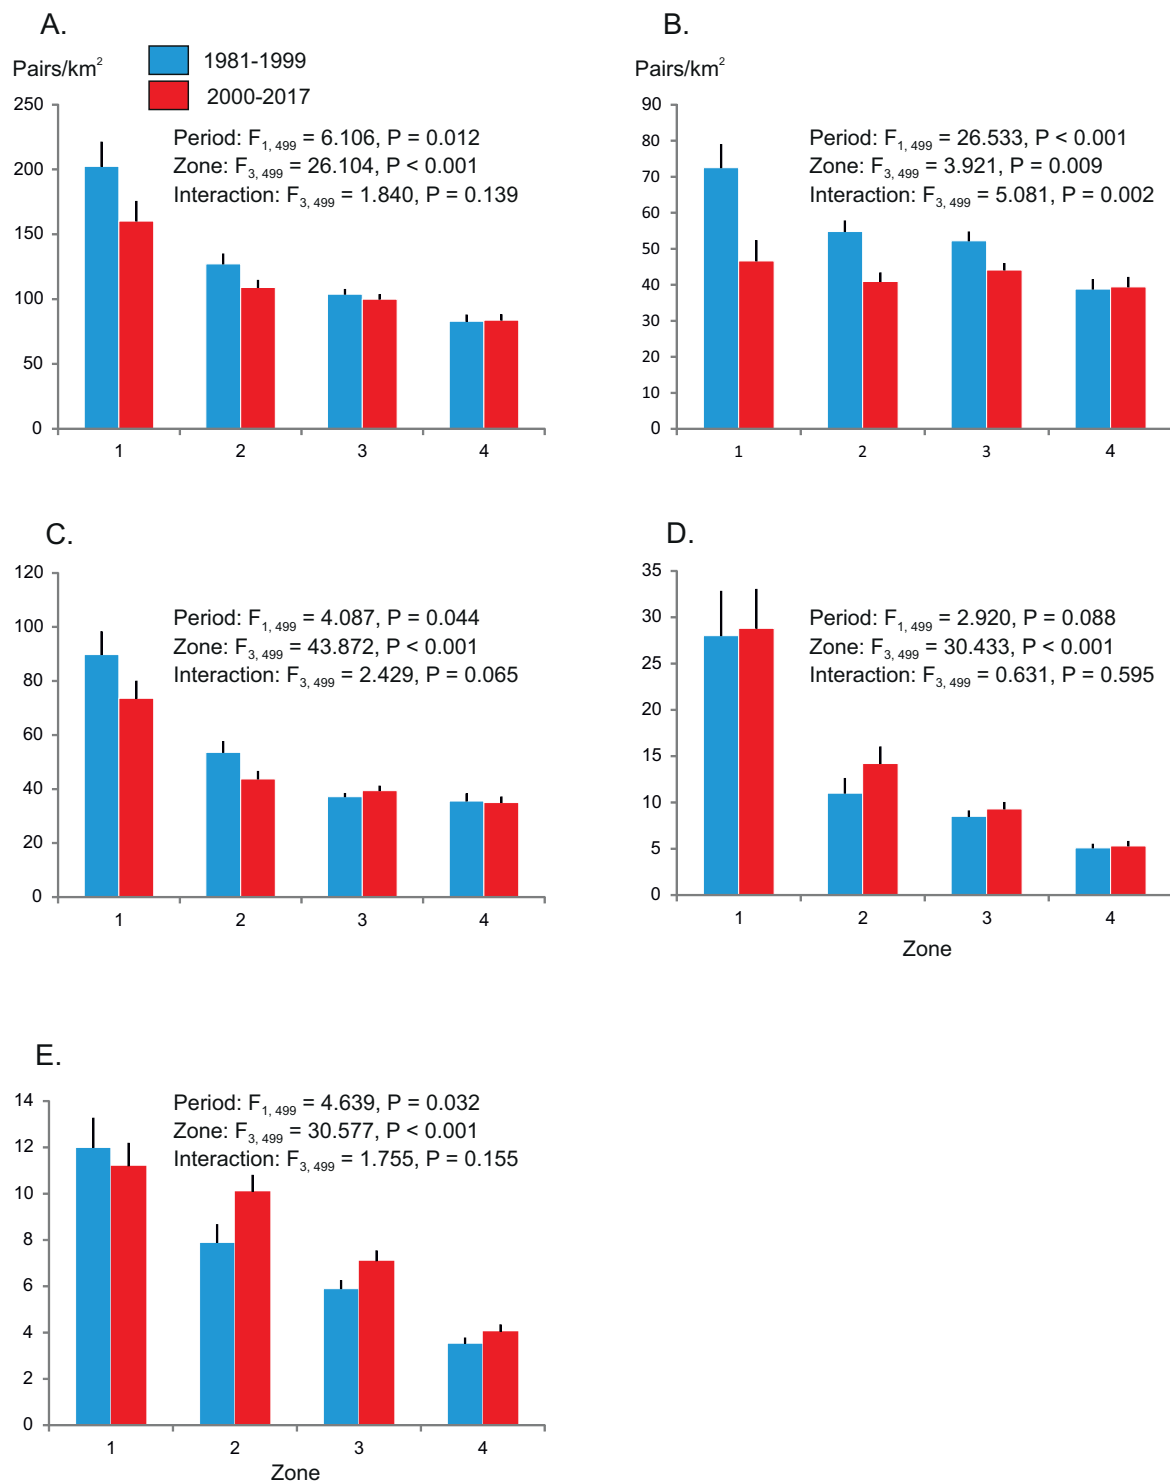 A.
1981-1999
2000-2017
Pairs/km²
250
200
150
100
50
0
Period: F1, 499 = 6.106, P = 0.012
Zone: F3, 499 = 26.104, P < 0.001
Interaction: F3, 499 = 1.840, P = 0.139
1 2 3 4
B.
Pairs/km²
90
80
70
60
50
40
30
20
10
0
Period: F1, 499 = 26.533, P < 0.001
Zone: F3, 499 = 3.921, P = 0.009
Interaction: F3, 499 = 5.081, P = 0.002
1 2 3 4
C.
120
100
80
60
40
20
0
Period: F1, 499 = 4.087, P = 0.044
Zone: F3, 499 = 43.872, P < 0.001
Interaction: F3, 499 = 2.429, P = 0.065
1 2 3 4
D.
35
30
25
20
15
10
5
0
Period: F1, 499 = 2.920, P = 0.088
Zone: F3, 499 = 30.433, P < 0.001
Interaction: F3, 499 = 0.631, P = 0.595
1 2 3 4
Zone
E.
14
12
10
8
6
4
2
0
Period: F1, 499 = 4.639, P = 0.032
Zone: F3, 499 = 30.577, P < 0.001
Interaction: F3, 499 = 1.755, P = 0.155
1 2 3 4
Zone